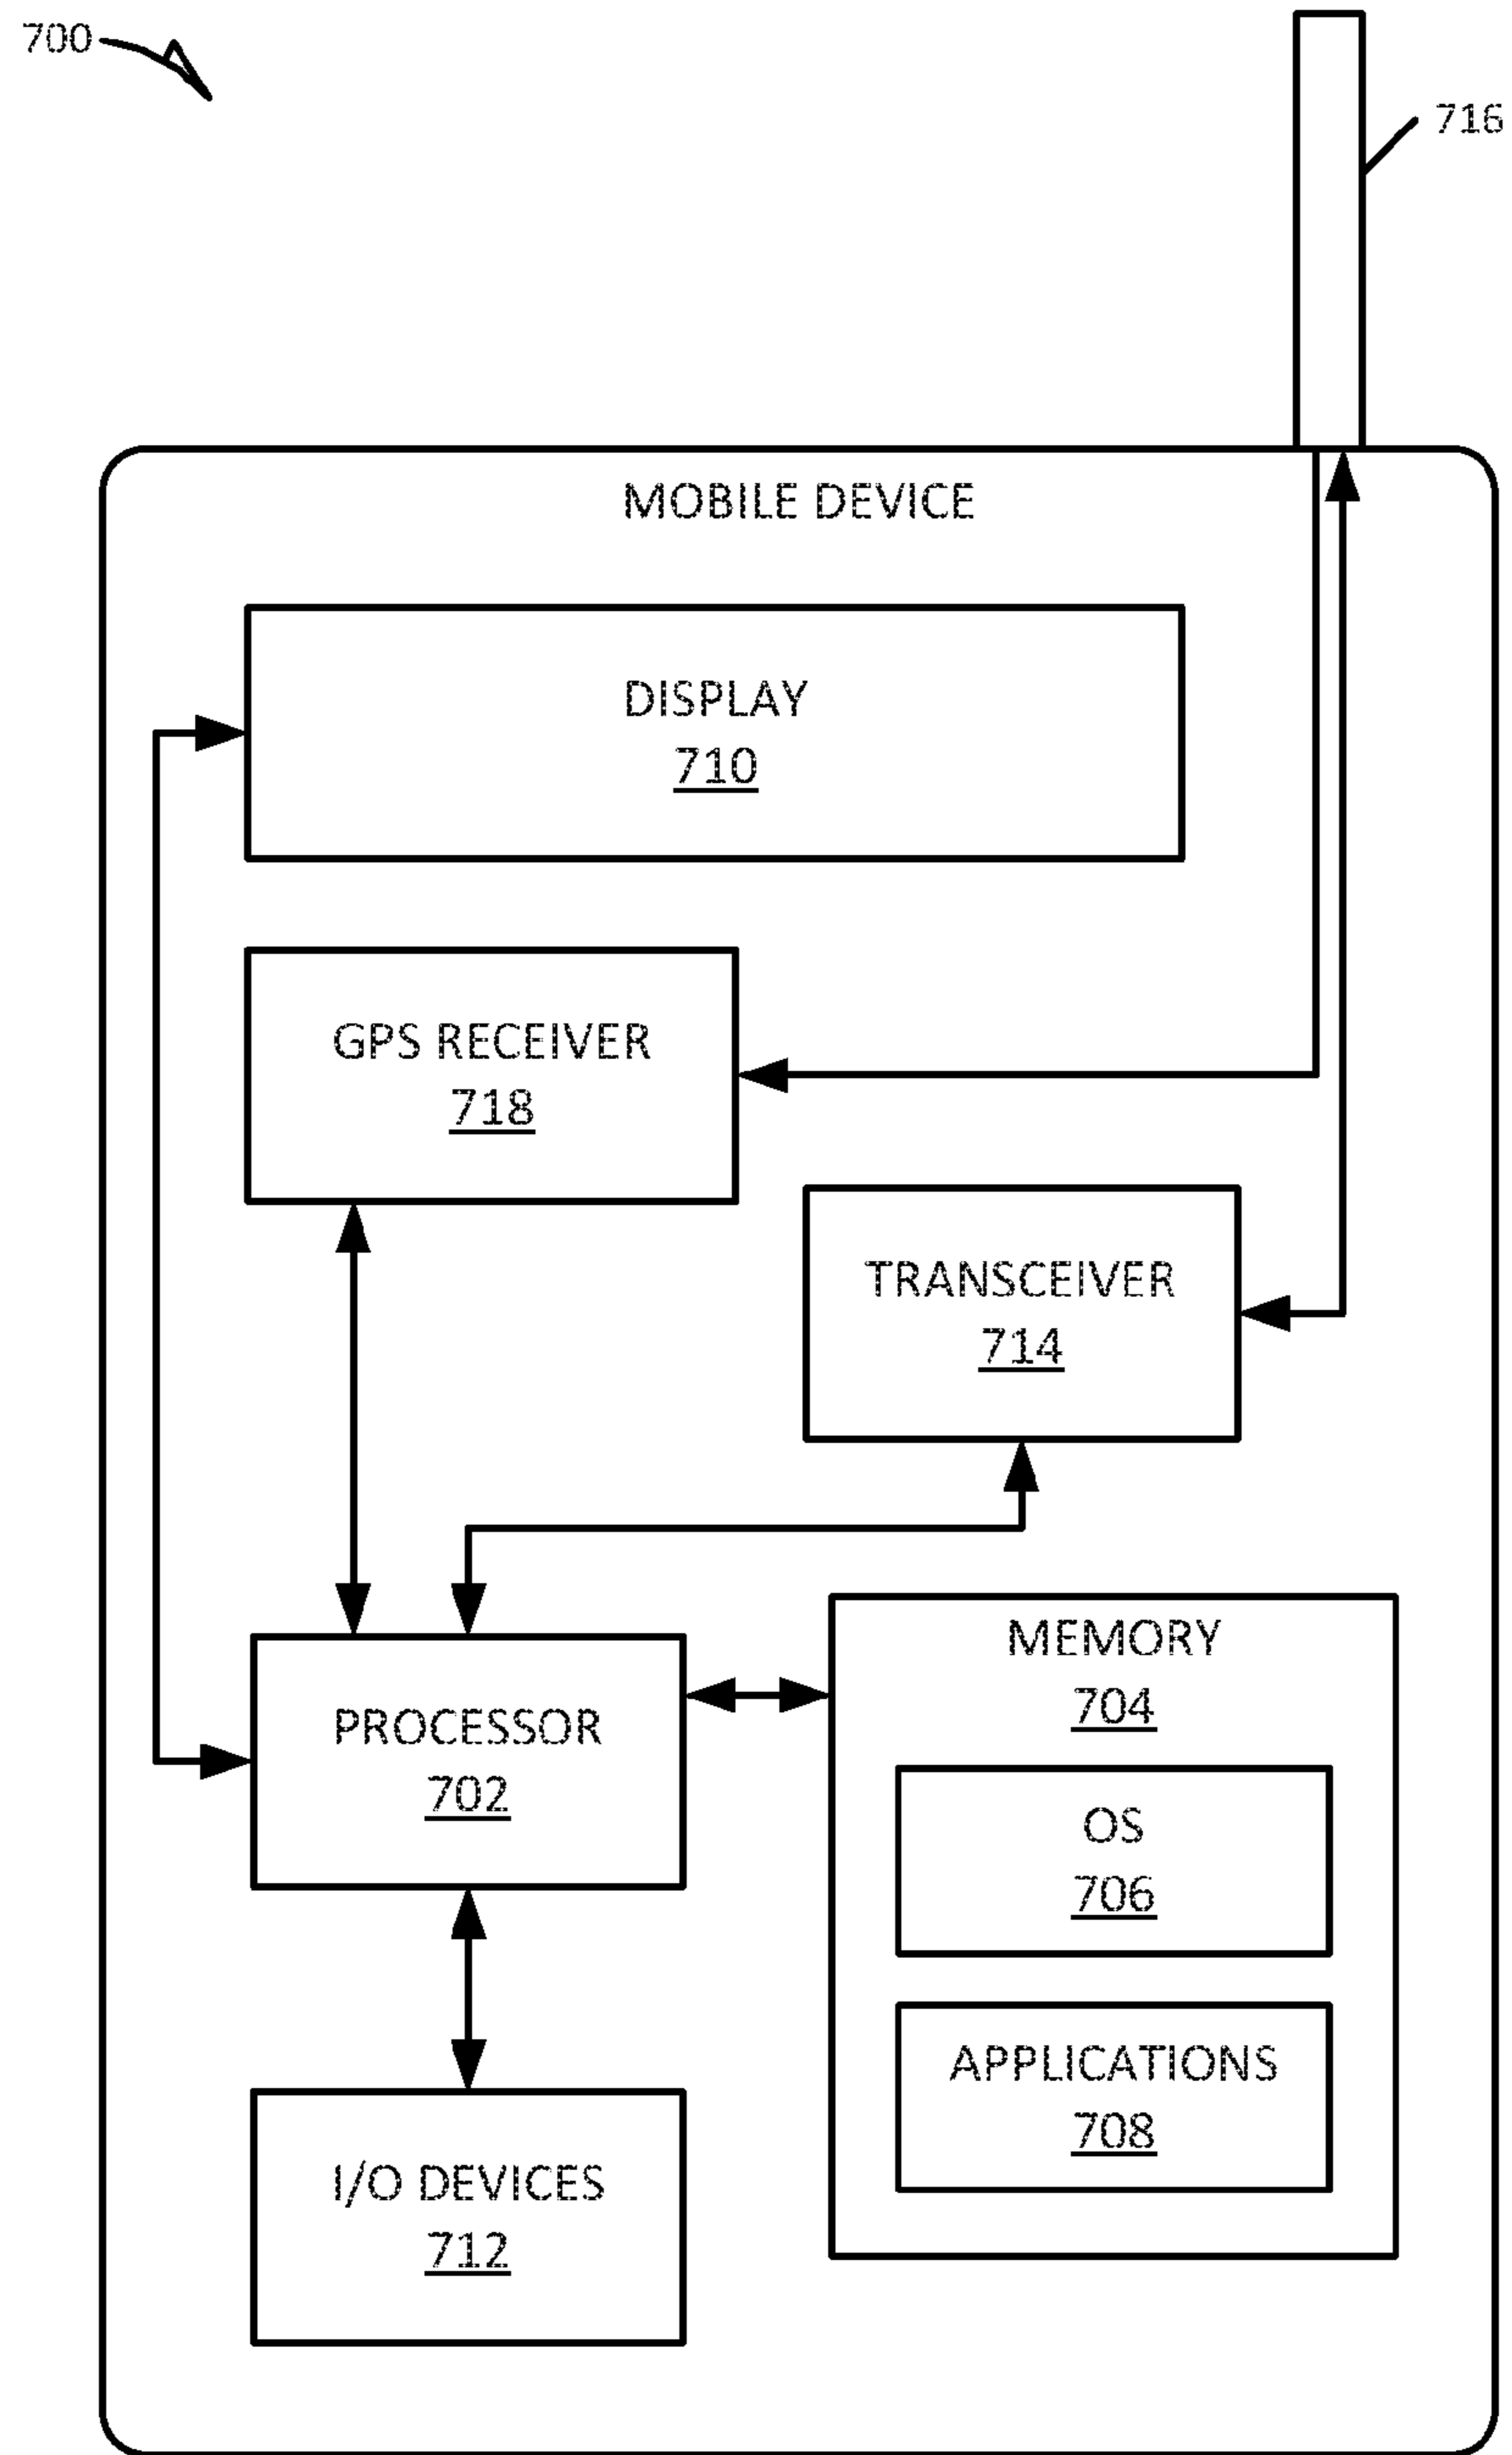 700
716
MOBILE DEVICE
DISPLAY
710
GPS RECEIVER
718
TRANSCEIVER
714
MEMORY
704
PROCESSOR
702
OS
706
APPLICATIONS
708
I/O DEVICES
712